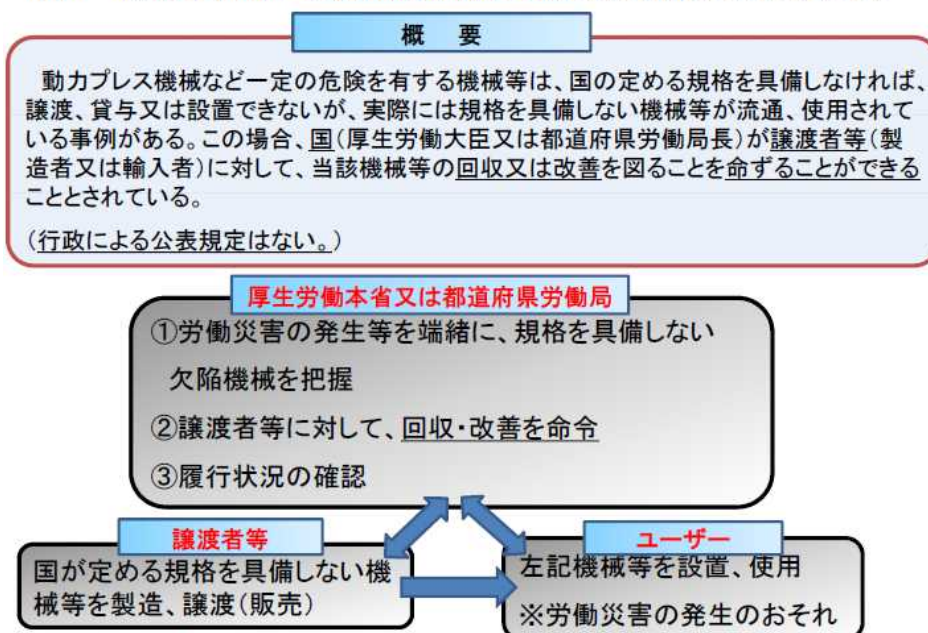 概　要
動力プレス機械など一定の危険を有する機械等は、国の定める規格を具備しなければ、
譲渡、貸与又は設置できないが、実際には規格を具備しない機械等が流通、使用されて
いる事例がある。この場合、国(厚生労働大臣又は都道府県労働局長)が譲渡者等(製
造者又は輸入者)に対して、当該機械等の回収又は改善を図ることを命ずることができる
こととされている。
(行政による公表規定はない。)
厚生労働本省又は都道府県労働局
①労働災害の発生等を端緒に、規格を具備しない
欠陥機械を把握
②譲渡者等に対して、回収・改善を命令
③履行状況の確認
譲渡者等
国が定める規格を具備しない機
械等を製造、譲渡(販売)
ユーザー
左記機械等を設置、使用
※労働災害の発生のおそれ